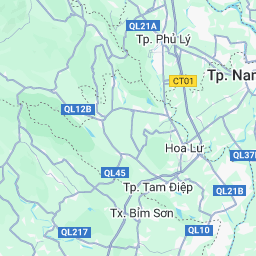 QL21A
Tp. Phủ Lý
CT01
Tp. Nam
QL12B
Hoa Lư
QL37
QL45
Tp. Tam Điệp
QL21B
Tx. Bỉm Sơn
QL217
QL10